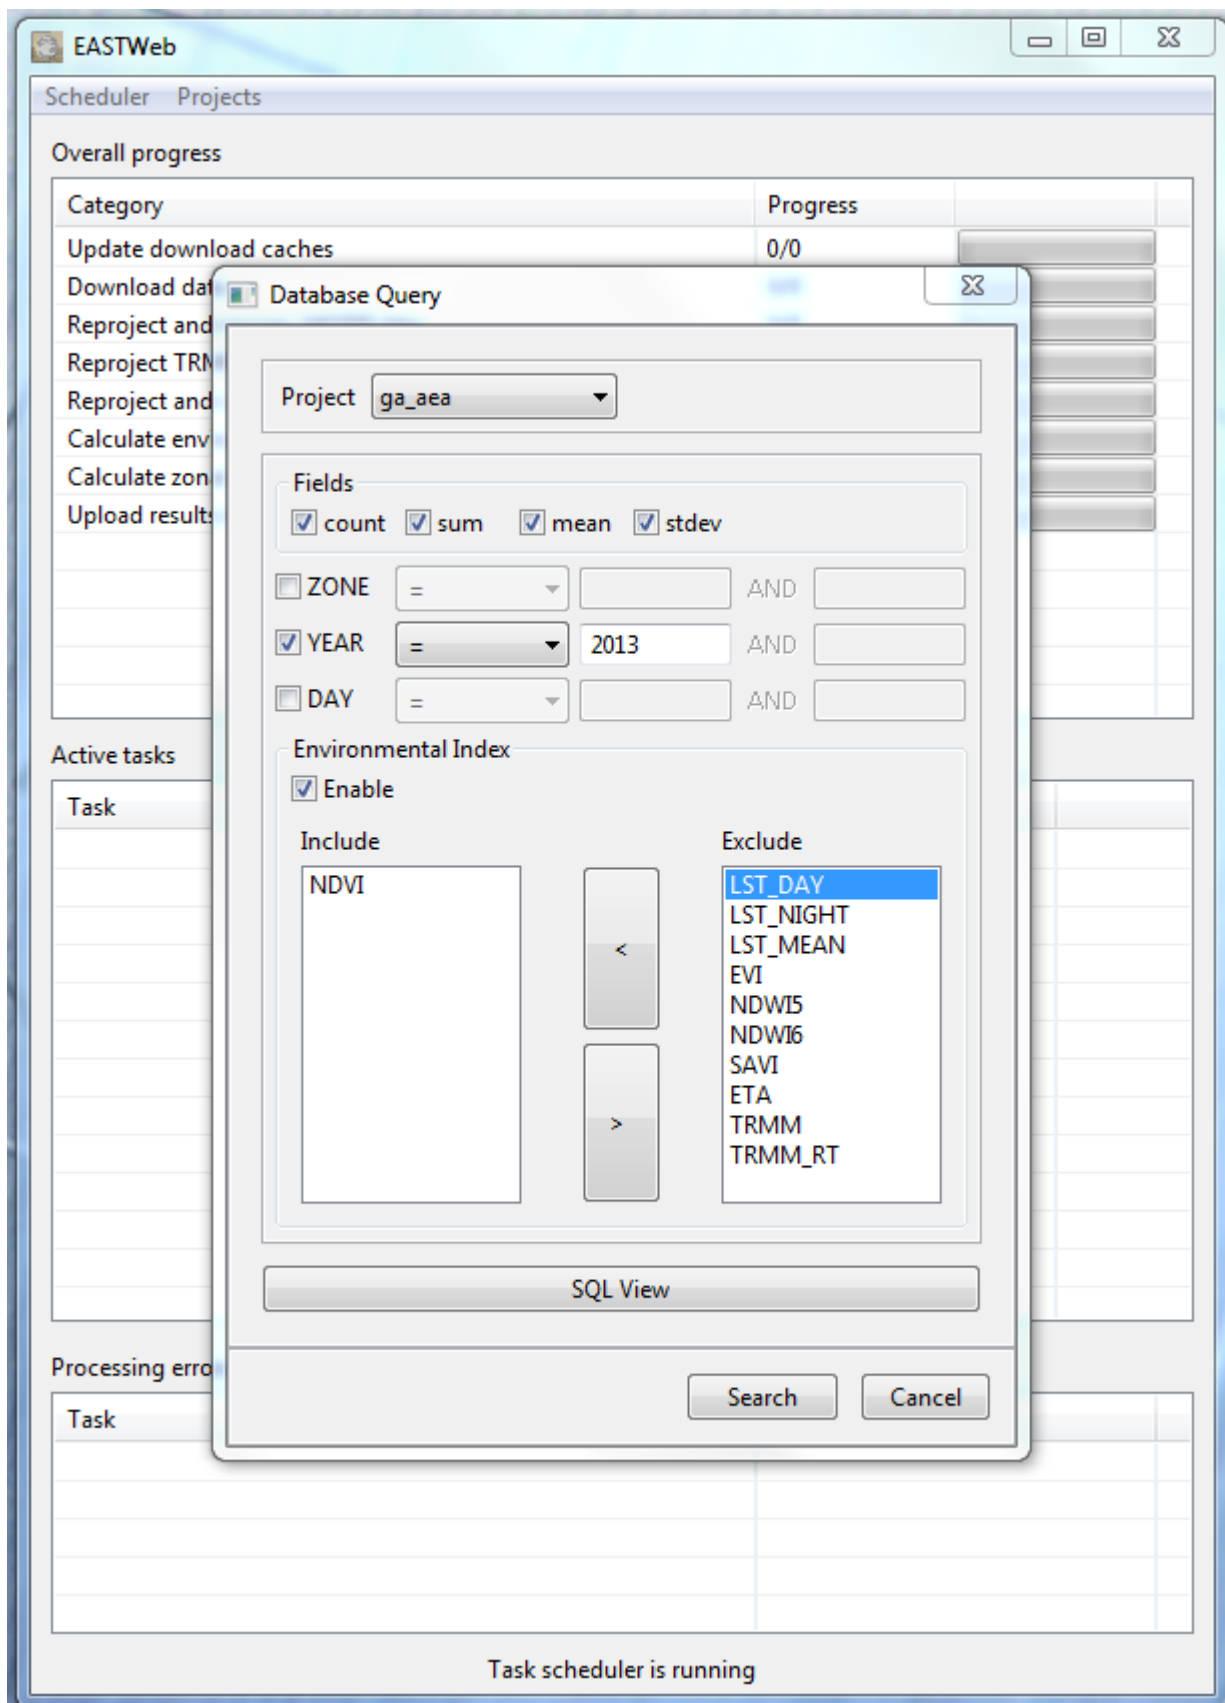 EASTWeb
Scheduler Projects
Overall progress
Category Progress
Update download caches 0/0
Download dat
Reproject and
Reproject TRM
Reproject and
Calculate env
Calculate zon
Upload results
Database Query
Project ga_aea
Fields
count sum mean stdev
ZONE = AND
YEAR = 2013 AND
DAY = AND
Environmental Index
Enable
Include Exclude
NDVI LST_DAY
LST_NIGHT
LST_MEAN
EVI
NDWI5
NDWI6
SAVI
ETA
TRMM
TRMM_RT
<
>
SQL View
Search Cancel
Active tasks
Task
Processing erro
Task
Task scheduler is running